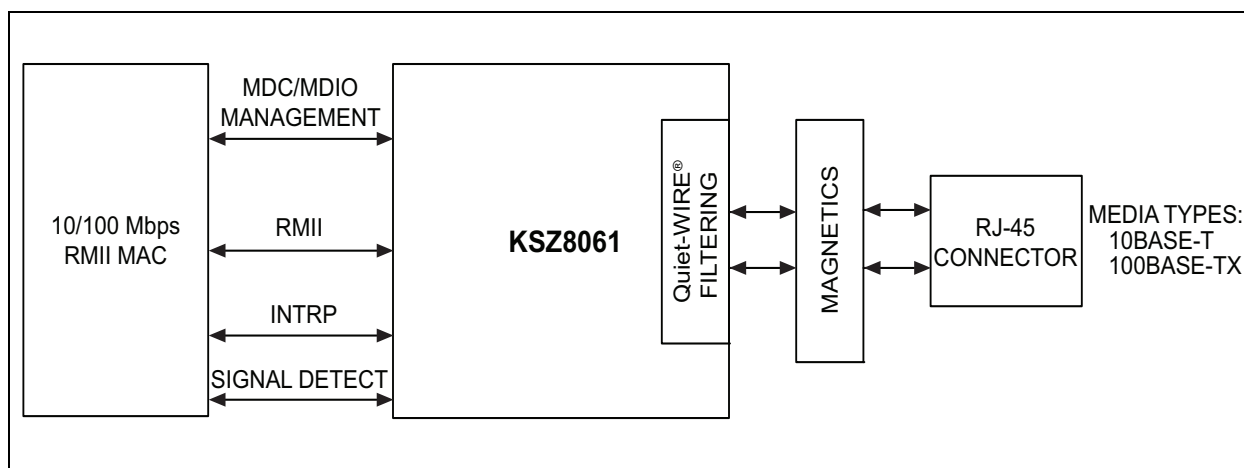 MDC/MDIO
MANAGEMENT
10/100 Mbps
RMII MAC
RMII
INTRP
SIGNAL DETECT
KSZ8061
Quiet-WIRE®
FILTERING
MAGNETICS
RJ-45
CONNECTOR
MEDIA TYPES:
10BASE-T
100BASE-TX